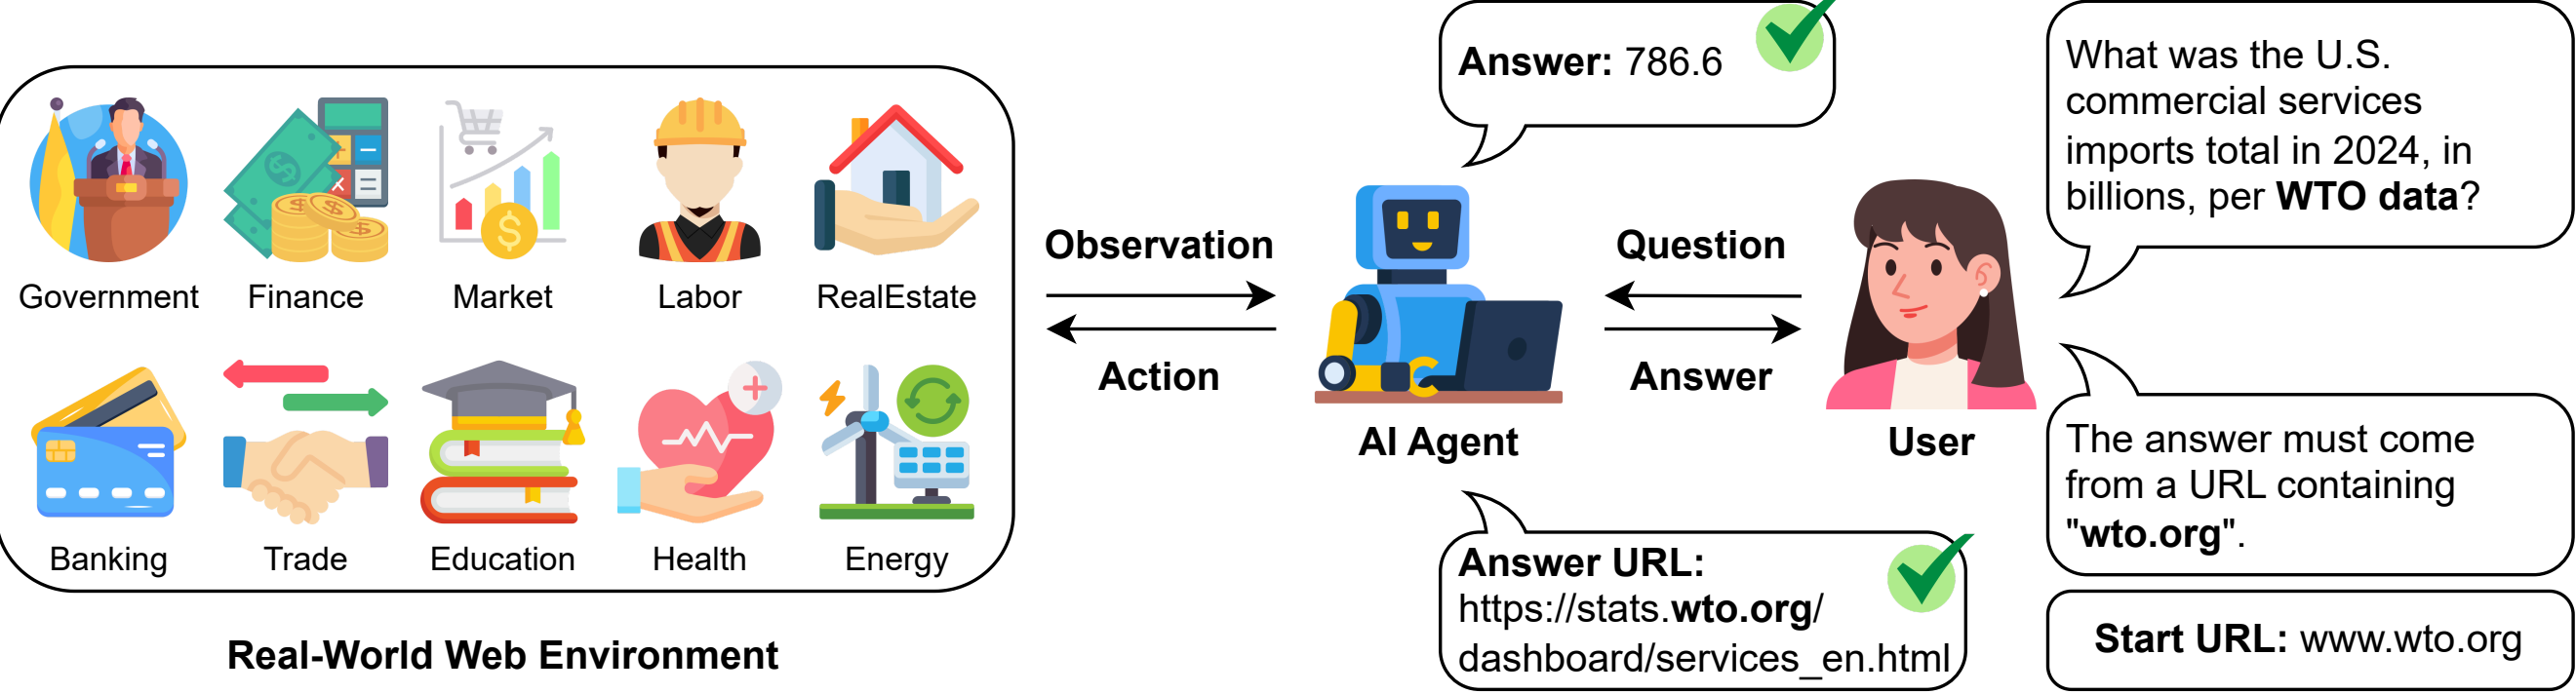 Government
Finance
Market
Labor
RealEstate
Banking
Trade
Education
Health
Energy
Real-World Web Environment
Observation
Action
Answer: 786.6
AI Agent
Answer URL:
https://stats.wto.org/
dashboard/services_en.html
Question
Answer
User
What was the U.S.
commercial services
imports total in 2024, in
billions, per WTO data?
The answer must come
from a URL containing
"wto.org".
Start URL: www.wto.org